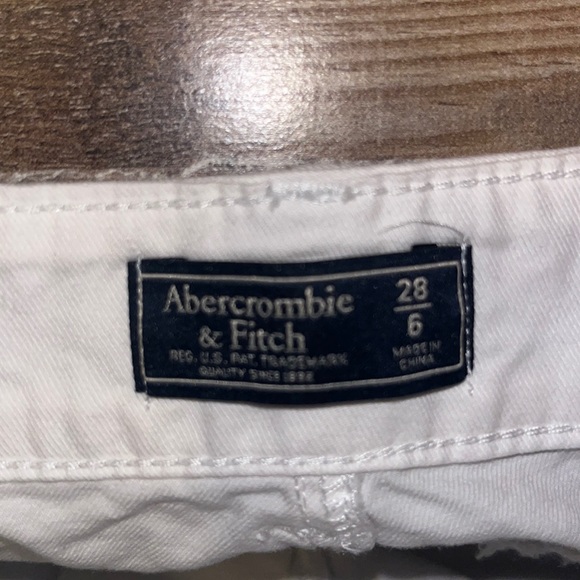 Abercrombie
& Fitch
REG. U.S. PAT. TRADEMARK
QUALITY SINCE 1892
28
6
MADE IN
CHINA